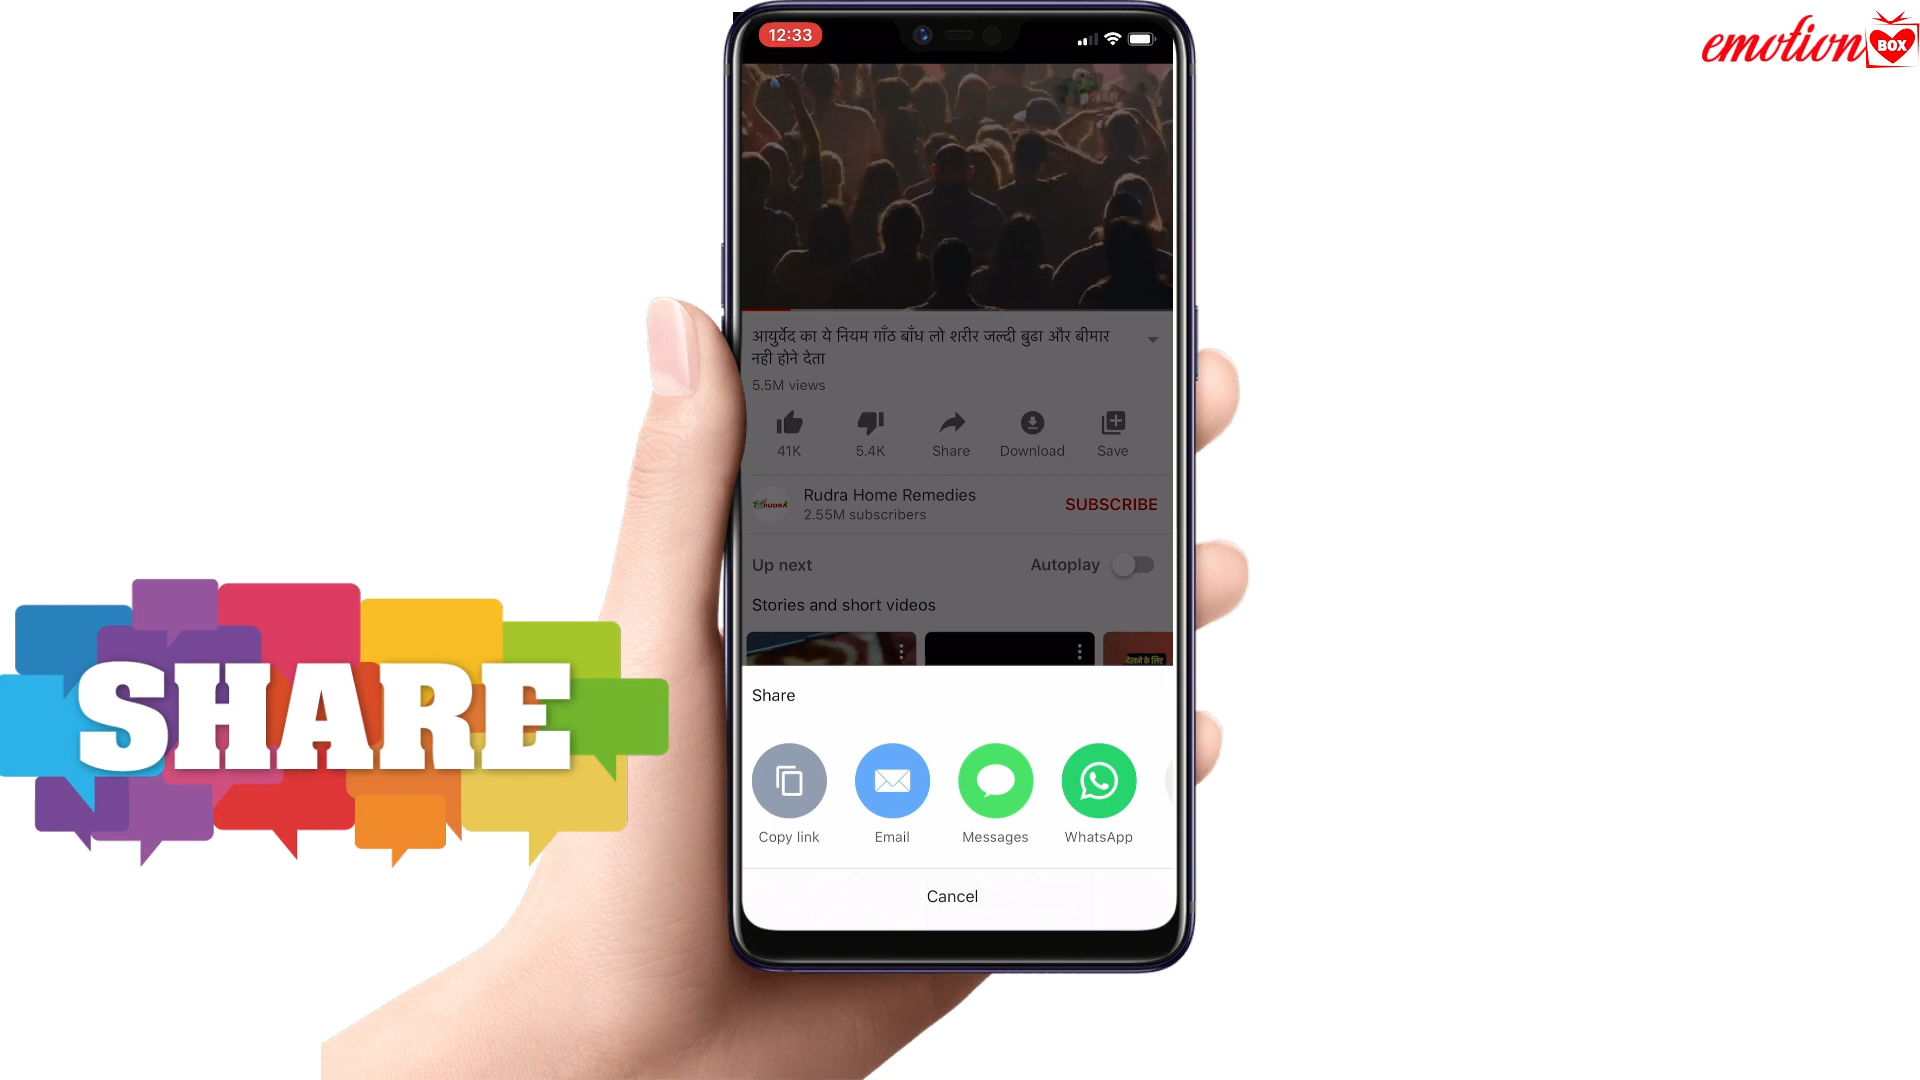 12:33
emotion BOX
आयुर्वेद का ये नियम गाँठ बाँध लो शरीर जल्दी बुढा और बीमार
नही होने देता
5.5M views
41K 5.4K Share Download Save
Rudra Home Remedies
2.55M subscribers
SUBSCRIBE
RUDRA
Up next Autoplay
Stories and short videos
देखने के लिए
SHARE
Share
Copy link Email Messages WhatsApp
Cancel